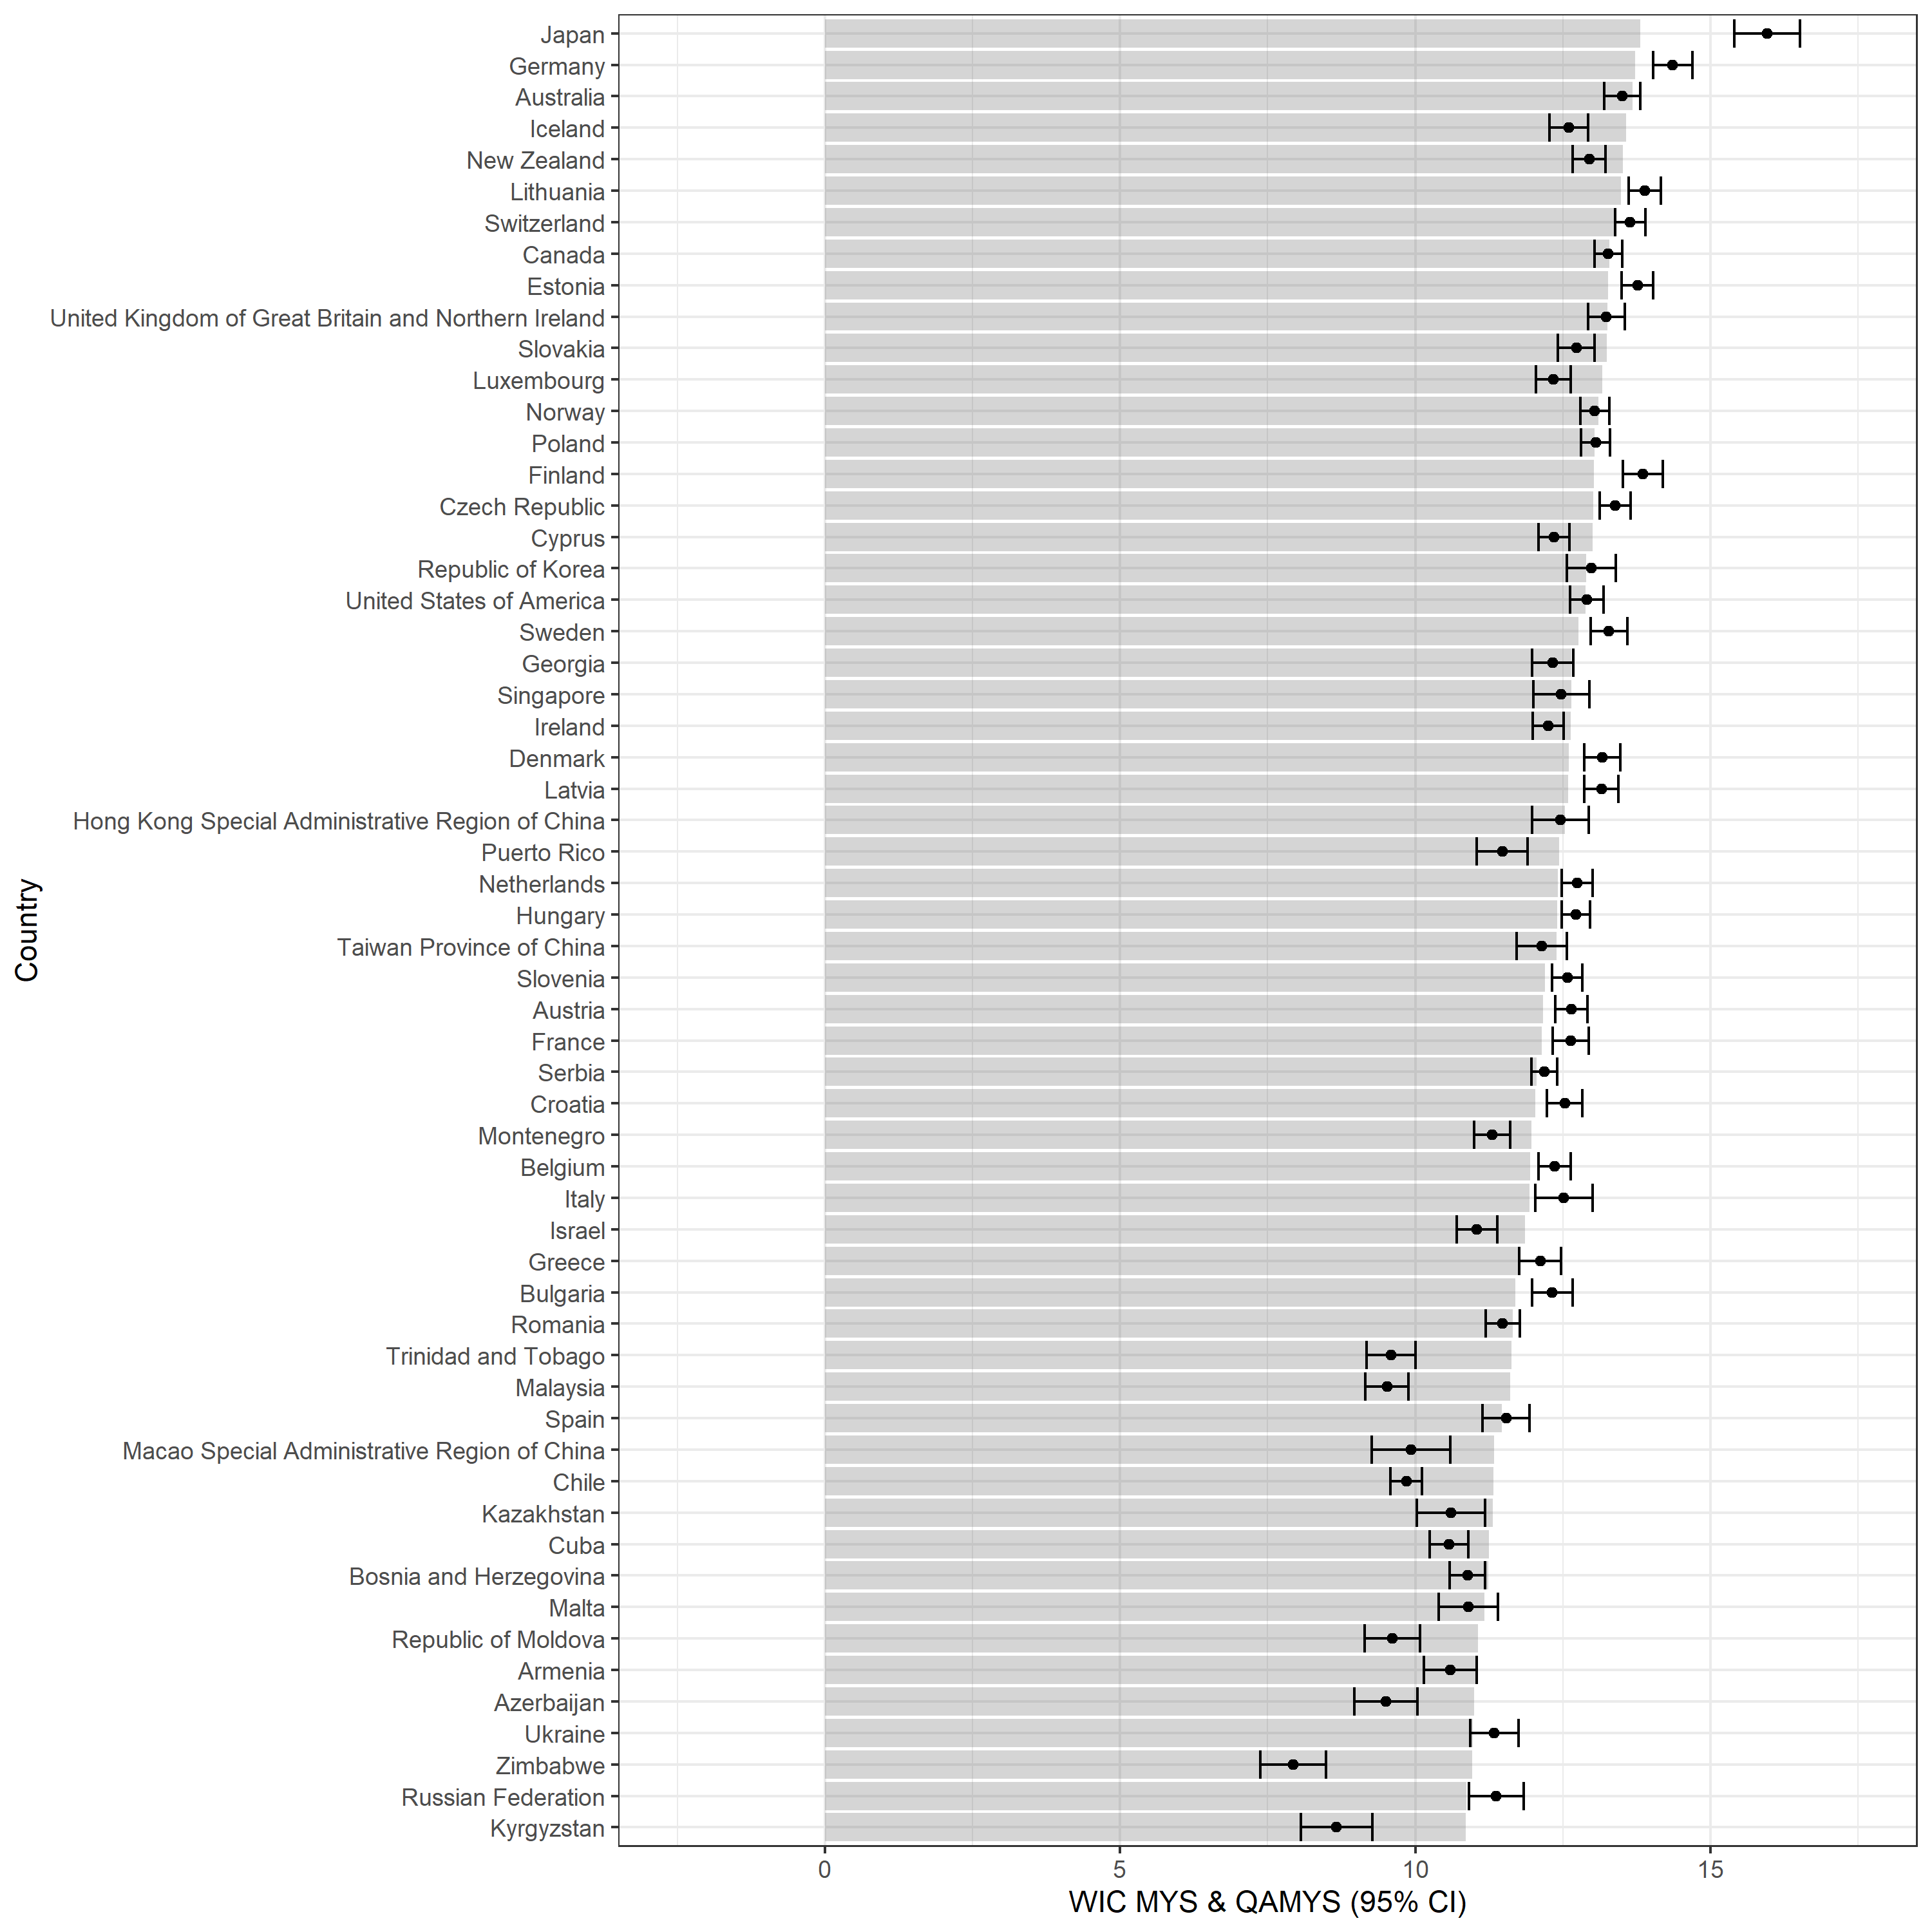 Japan
Germany
Australia
Iceland
New Zealand
Lithuania
Switzerland
Canada
Estonia
United Kingdom of Great Britain and Northern Ireland
Slovakia
Luxembourg
Norway
Poland
Finland
Czech Republic
Cyprus
Republic of Korea
United States of America
Sweden
Georgia
Singapore
Ireland
Denmark
Latvia
Hong Kong Special Administrative Region of China
Puerto Rico
Netherlands
Hungary
Taiwan Province of China
Slovenia
Austria
France
Serbia
Croatia
Montenegro
Belgium
Italy
Israel
Greece
Bulgaria
Romania
Trinidad and Tobago
Malaysia
Spain
Macao Special Administrative Region of China
Chile
Kazakhstan
Cuba
Bosnia and Herzegovina
Malta
Republic of Moldova
Armenia
Azerbaijan
Ukraine
Zimbabwe
Russian Federation
Kyrgyzstan
Country
0 5 10 15
WIC MYS & QAMYS (95% CI)